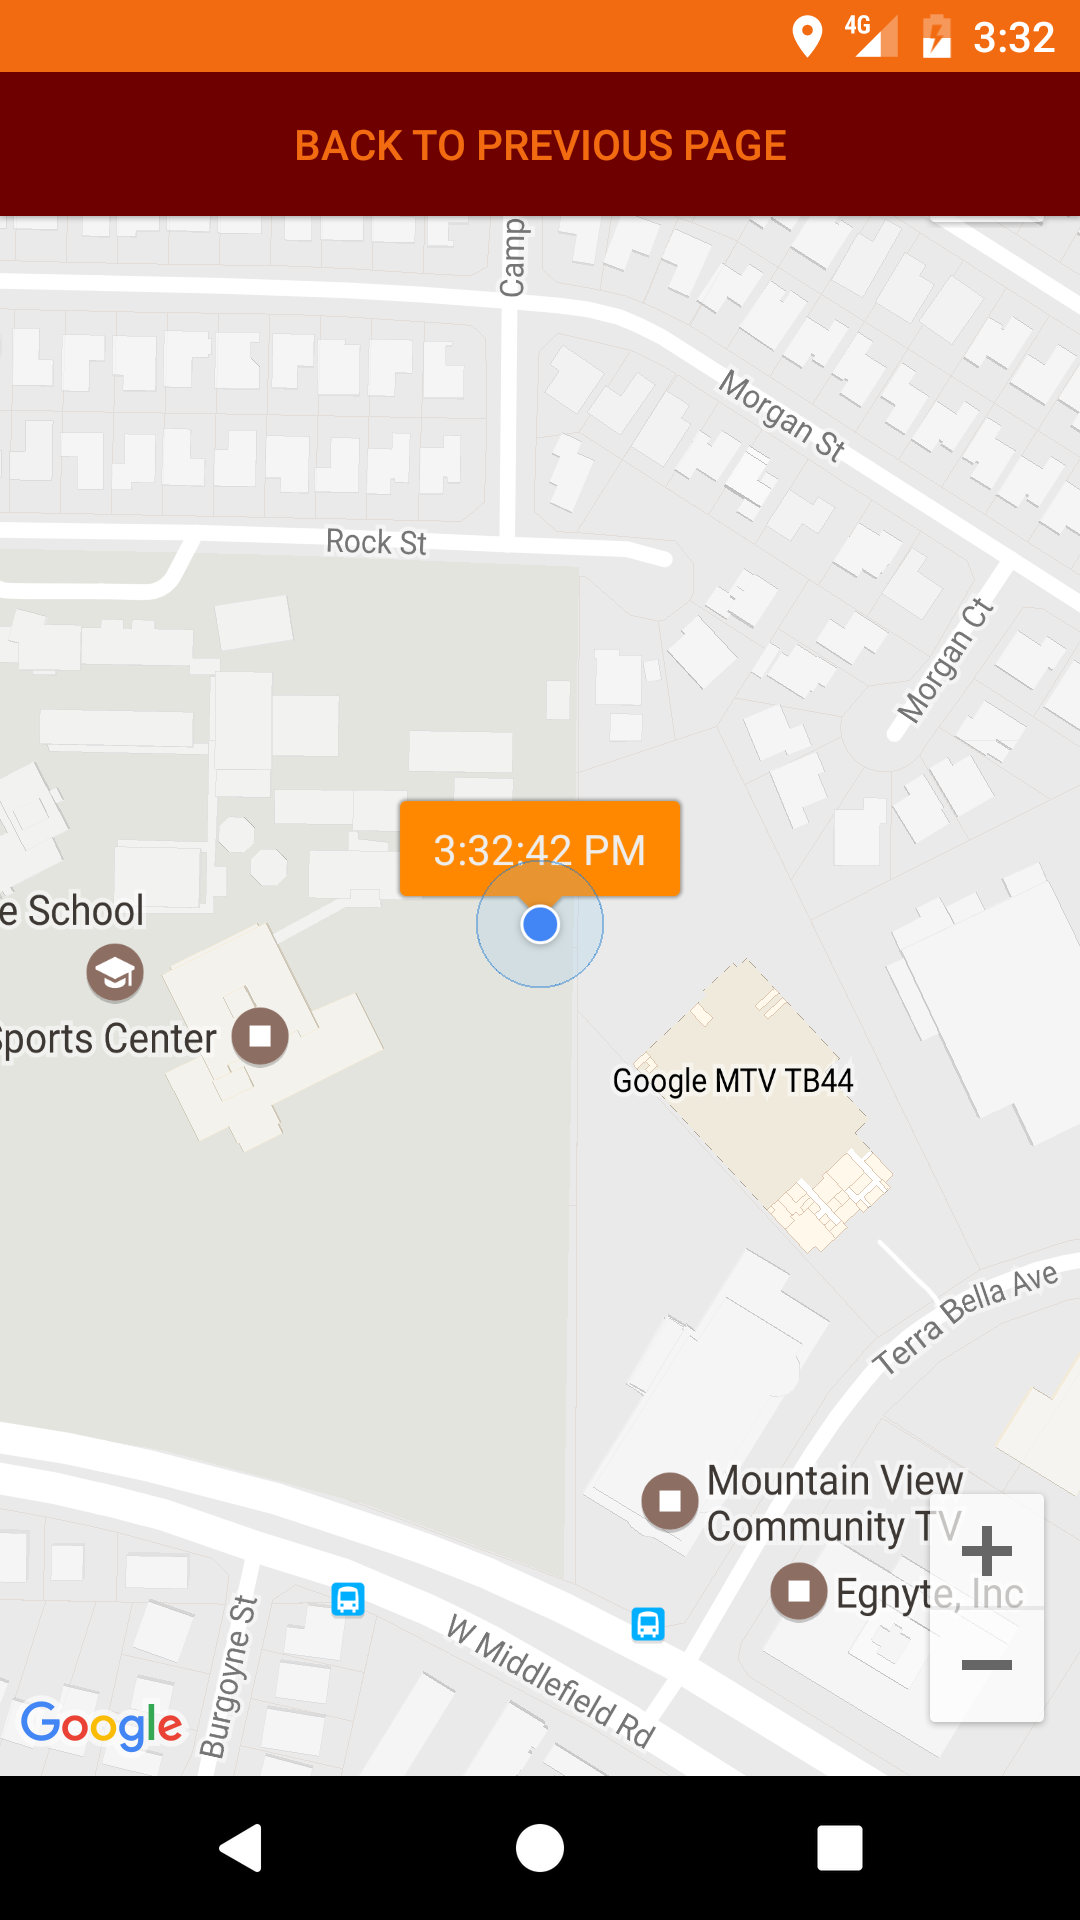 4G 3:32
BACK TO PREVIOUS PAGE
Camp
Morgan St
Rock St
Morgan Ct
3:32:42 PM
e School
Sports Center
Google MTV TB44
Terra Bella Ave
Mountain View
Community TV
Egnyte, Inc
Burgoyne St
W Middlefield Rd
Google